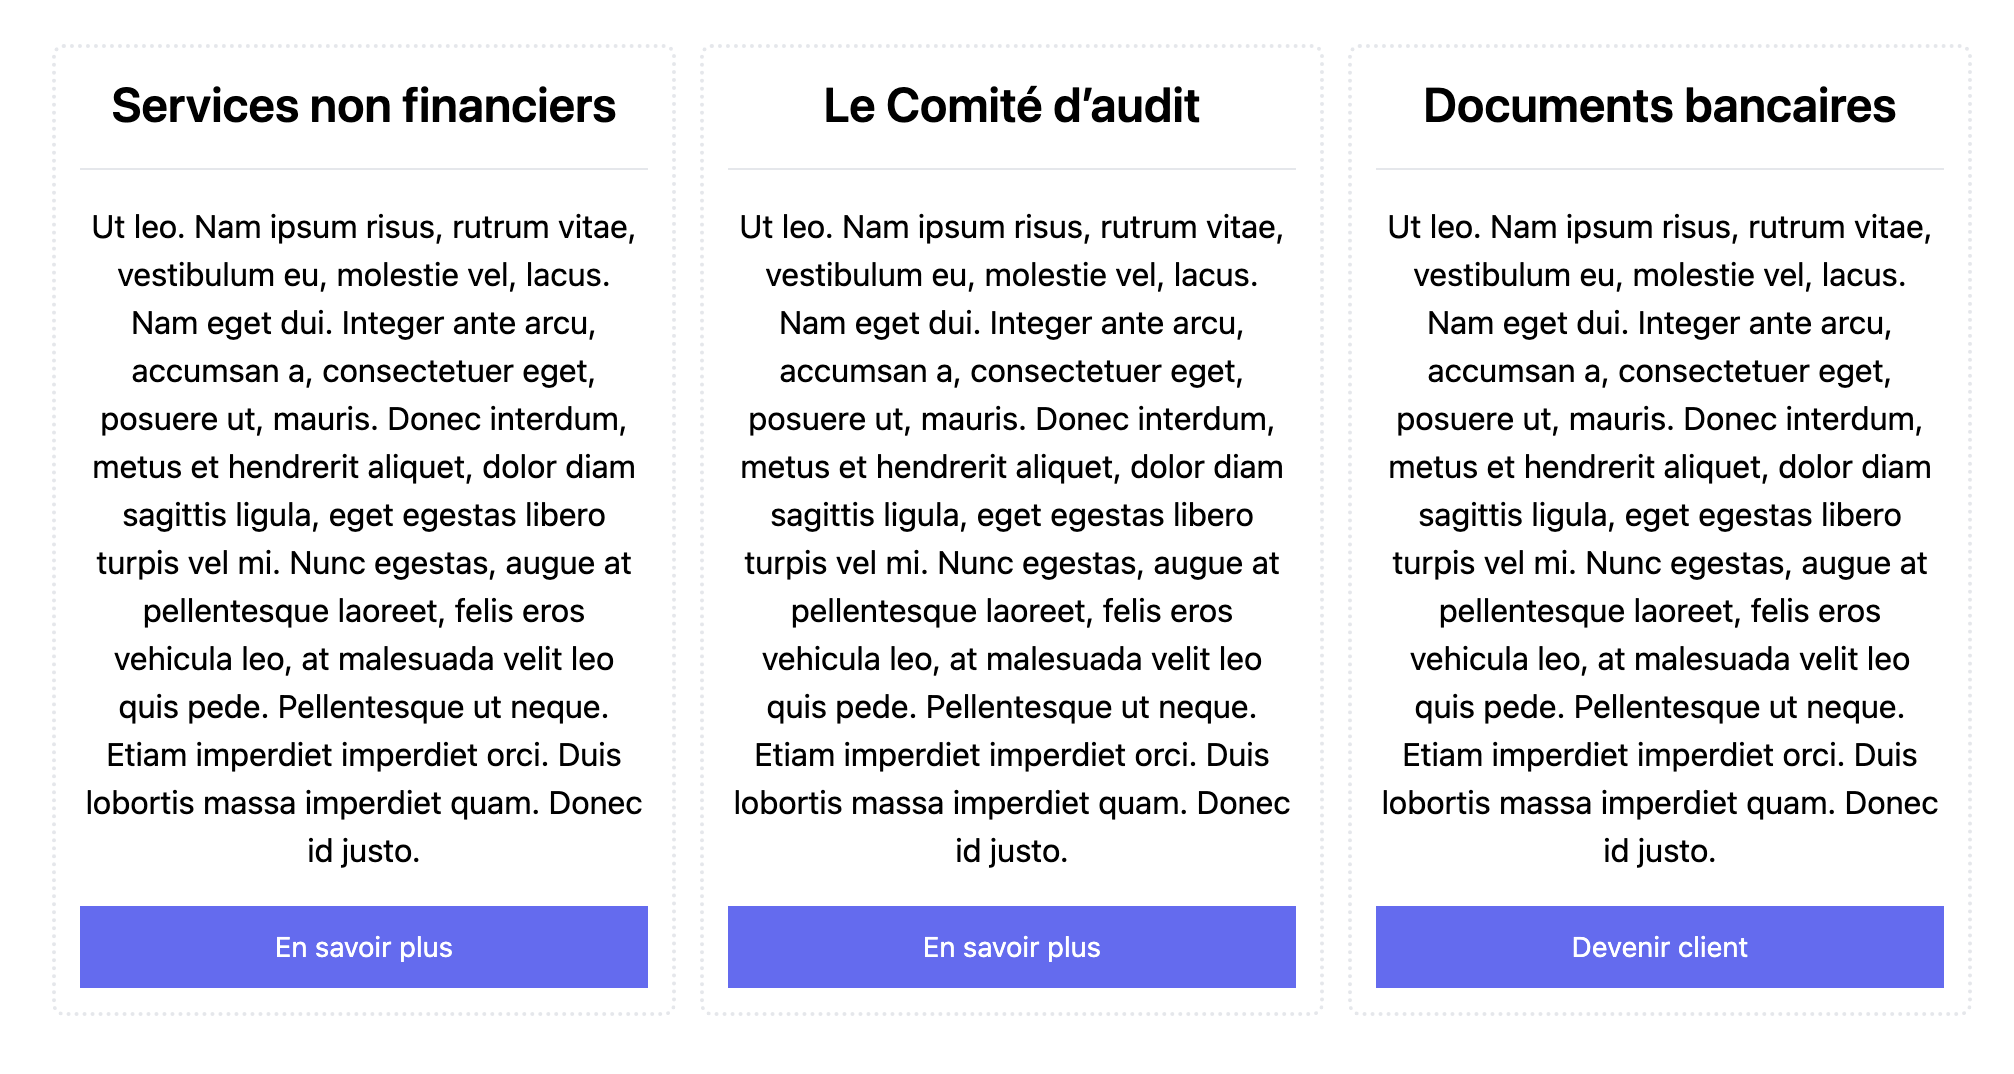 Services non financiers
Ut leo. Nam ipsum risus, rutrum vitae,
vestibulum eu, molestie vel, lacus.
Nam eget dui. Integer ante arcu,
accumsan a, consectetuer eget,
posuere ut, mauris. Donec interdum,
metus et hendrerit aliquet, dolor diam
sagittis ligula, eget egestas libero
turpis vel mi. Nunc egestas, augue at
pellentesque laoreet, felis eros
vehicula leo, at malesuada velit leo
quis pede. Pellentesque ut neque.
Etiam imperdiet imperdiet orci. Duis
lobortis massa imperdiet quam. Donec
id justo.
En savoir plus
Le Comité d’audit
Ut leo. Nam ipsum risus, rutrum vitae,
vestibulum eu, molestie vel, lacus.
Nam eget dui. Integer ante arcu,
accumsan a, consectetuer eget,
posuere ut, mauris. Donec interdum,
metus et hendrerit aliquet, dolor diam
sagittis ligula, eget egestas libero
turpis vel mi. Nunc egestas, augue at
pellentesque laoreet, felis eros
vehicula leo, at malesuada velit leo
quis pede. Pellentesque ut neque.
Etiam imperdiet imperdiet orci. Duis
lobortis massa imperdiet quam. Donec
id justo.
En savoir plus
Documents bancaires
Ut leo. Nam ipsum risus, rutrum vitae,
vestibulum eu, molestie vel, lacus.
Nam eget dui. Integer ante arcu,
accumsan a, consectetuer eget,
posuere ut, mauris. Donec interdum,
metus et hendrerit aliquet, dolor diam
sagittis ligula, eget egestas libero
turpis vel mi. Nunc egestas, augue at
pellentesque laoreet, felis eros
vehicula leo, at malesuada velit leo
quis pede. Pellentesque ut neque.
Etiam imperdiet imperdiet orci. Duis
lobortis massa imperdiet quam. Donec
id justo.
Devenir client